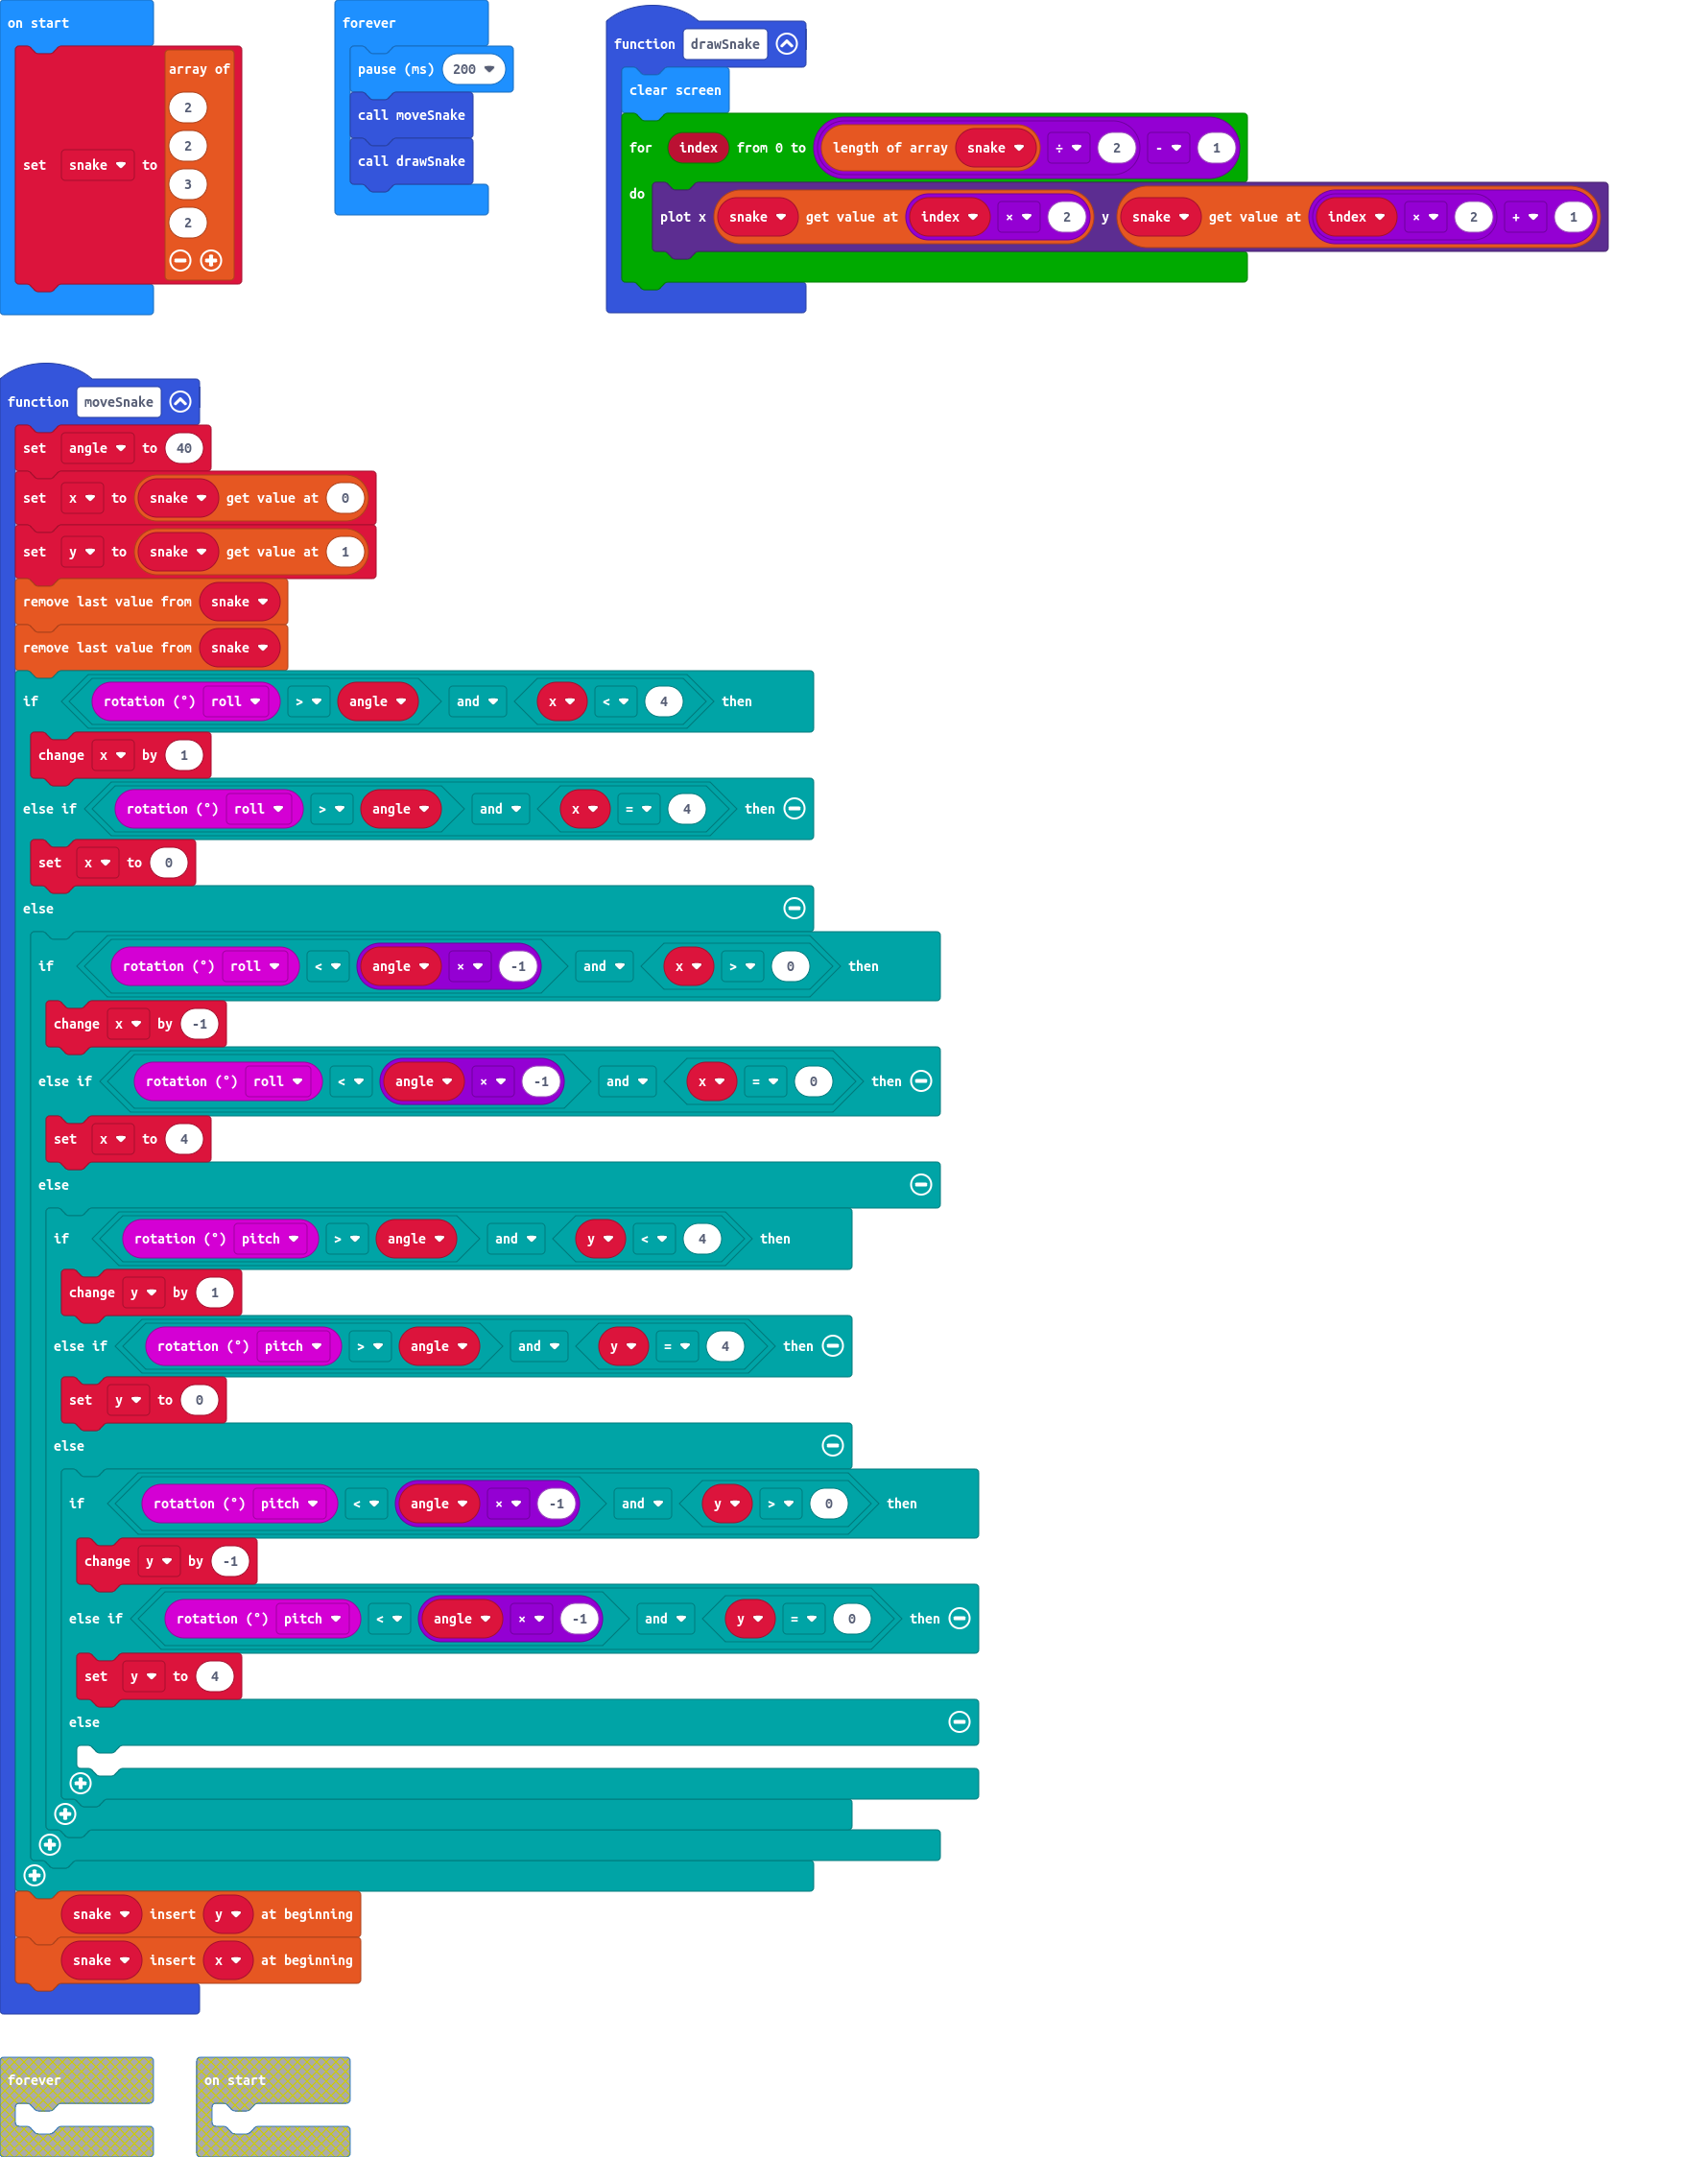 on start
set snake to array of
2
2
3
2
forever
pause (ms) 200
call moveSnake
call drawSnake
function drawSnake
clear screen
for index from 0 to length of array snake ÷ 2 - 1
do
plot x snake get value at index × 2 y snake get value at index × 2 + 1
function moveSnake
set angle to 40
set x to snake get value at 0
set y to snake get value at 1
remove last value from snake
remove last value from snake
if rotation (°) roll > angle and x < 4 then
change x by 1
else if rotation (°) roll > angle and x = 4 then
set x to 0
else
if rotation (°) roll < angle × -1 and x > 0 then
change x by -1
else if rotation (°) roll < angle × -1 and x = 0 then
set x to 4
else
if rotation (°) pitch > angle and y < 4 then
change y by 1
else if rotation (°) pitch > angle and y = 4 then
set y to 0
else
if rotation (°) pitch < angle × -1 and y > 0 then
change y by -1
else if rotation (°) pitch < angle × -1 and y = 0 then
set y to 4
else
snake insert y at beginning
snake insert x at beginning
forever
on start